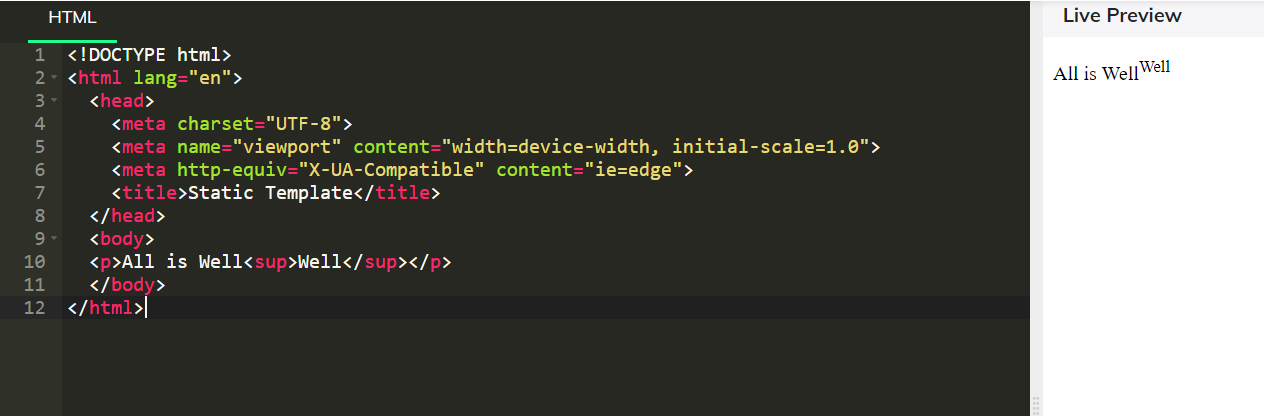 HTML
Live Preview
1 <!DOCTYPE html>
2 <html lang="en">
3 <head>
4 <meta charset="UTF-8">
5 <meta name="viewport" content="width=device-width, initial-scale=1.0">
6 <meta http-equiv="X-UA-Compatible" content="ie=edge">
7 <title>Static Template</title>
8 </head>
9 <body>
10 <p>All is Well<sup>Well</sup></p>
11 </body>
12 </html>
All is WellWell